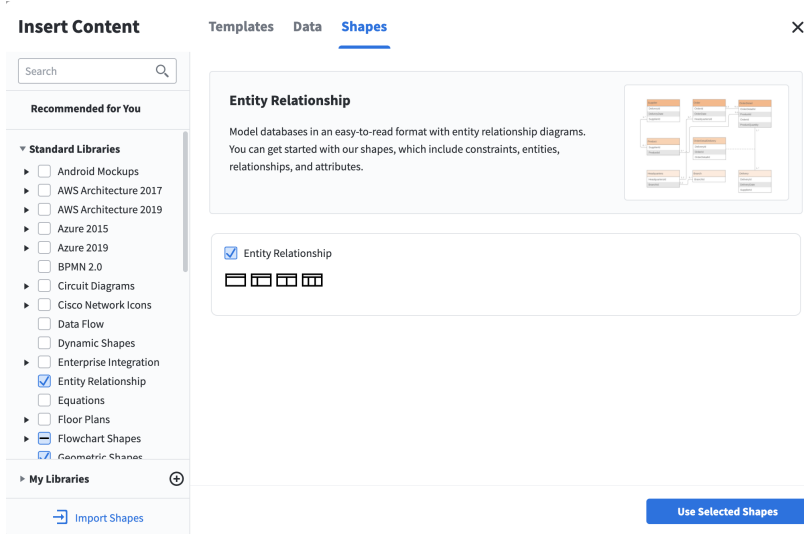 Insert Content
Templates Data Shapes
Search
Recommended for You
Standard Libraries
Android Mockups
AWS Architecture 2017
AWS Architecture 2019
Azure 2015
Azure 2019
BPMN 2.0
Circuit Diagrams
Cisco Network Icons
Data Flow
Dynamic Shapes
Enterprise Integration
Entity Relationship
Equations
Floor Plans
Flowchart Shapes
Geometric Shapes
My Libraries
Import Shapes
Entity Relationship
Model databases in an easy-to-read format with entity relationship diagrams.
You can get started with our shapes, which include constraints, entities,
relationships, and attributes.
Entity Relationship
Use Selected Shapes